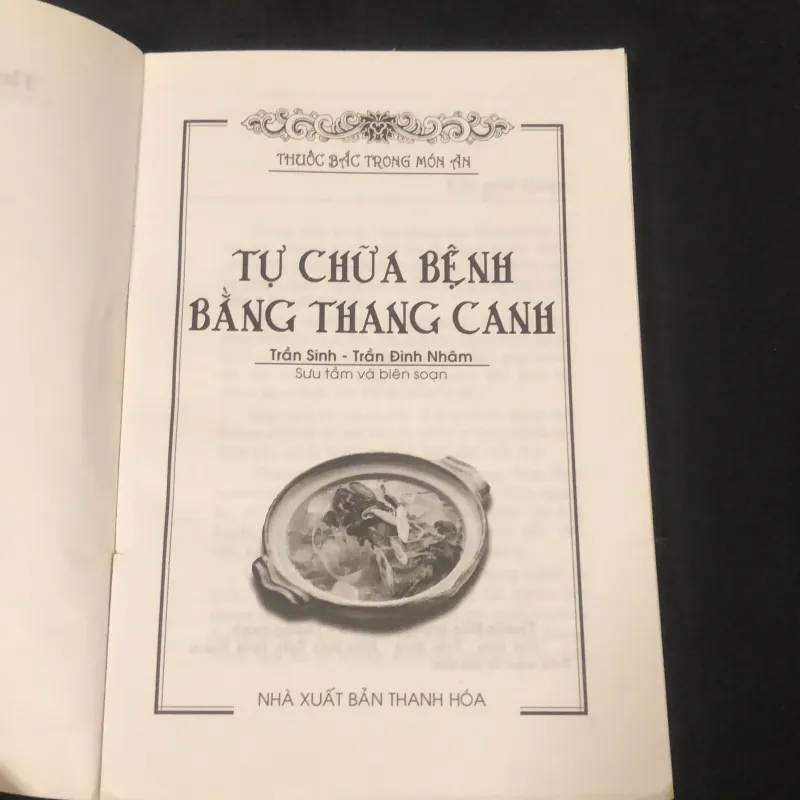 THUỐC BẮC TRONG MÓN ĂN
TỰ CHỮA BỆNH
BẰNG THANG CANH
Trần Sinh - Trần Đình Nhâm
Sưu tầm và biên soạn
NHÀ XUẤT BẢN THANH HÓA